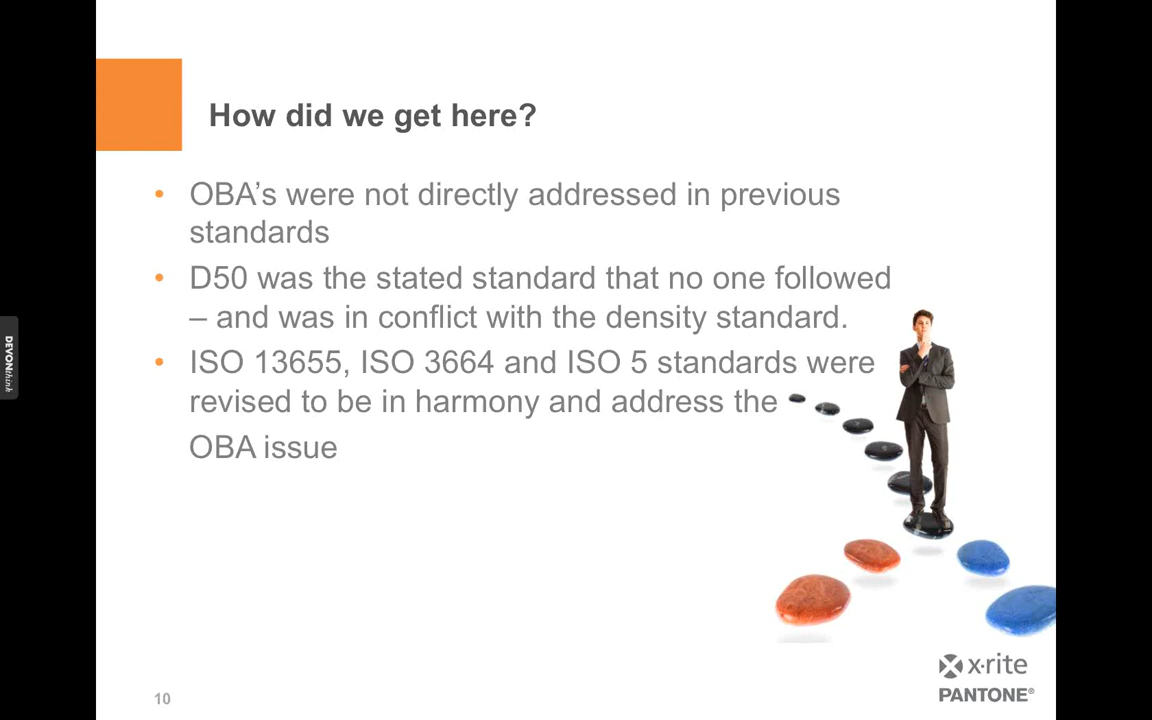 How did we get here?
• OBA’s were not directly addressed in previous
standards
• D50 was the stated standard that no one followed
– and was in conflict with the density standard.
• ISO 13655, ISO 3664 and ISO 5 standards were
revised to be in harmony and address the
OBA issue
DEVONthink
x·rite
PANTONE®
10